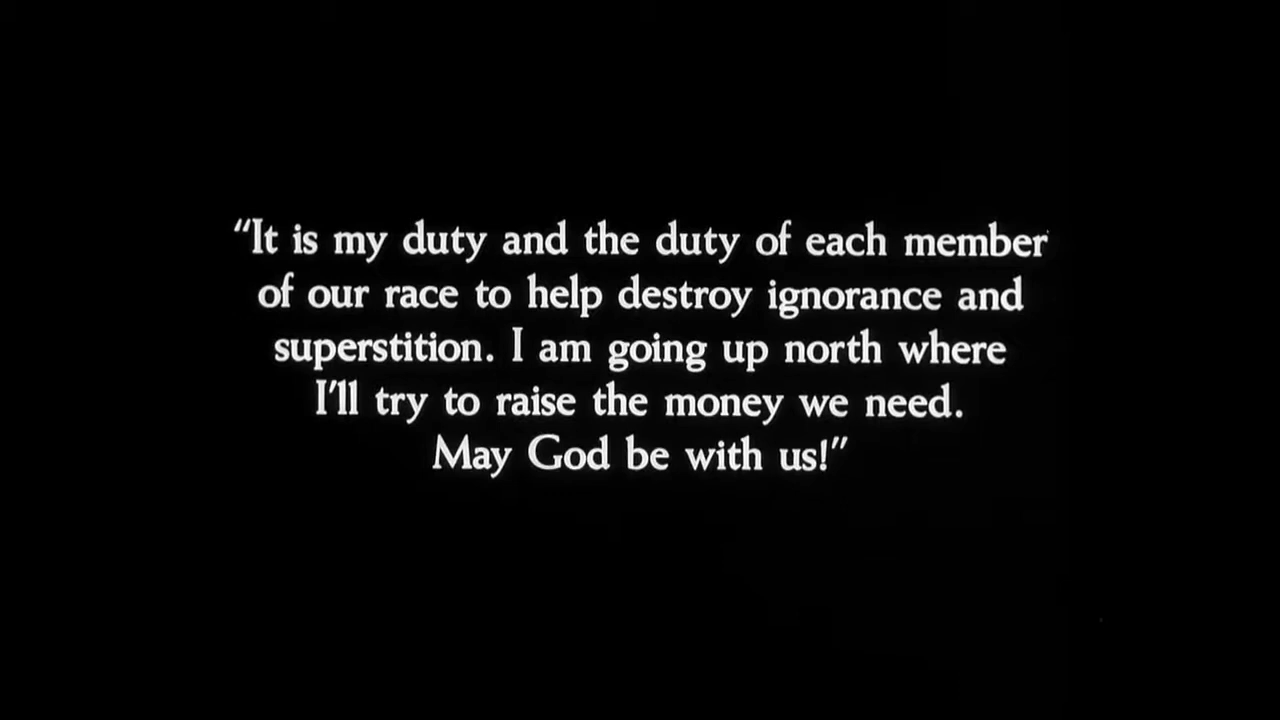 “It is my duty and the duty of each member
of our race to help destroy ignorance and
superstition. I am going up north where
I'll try to raise the money we need.
May God be with us!”